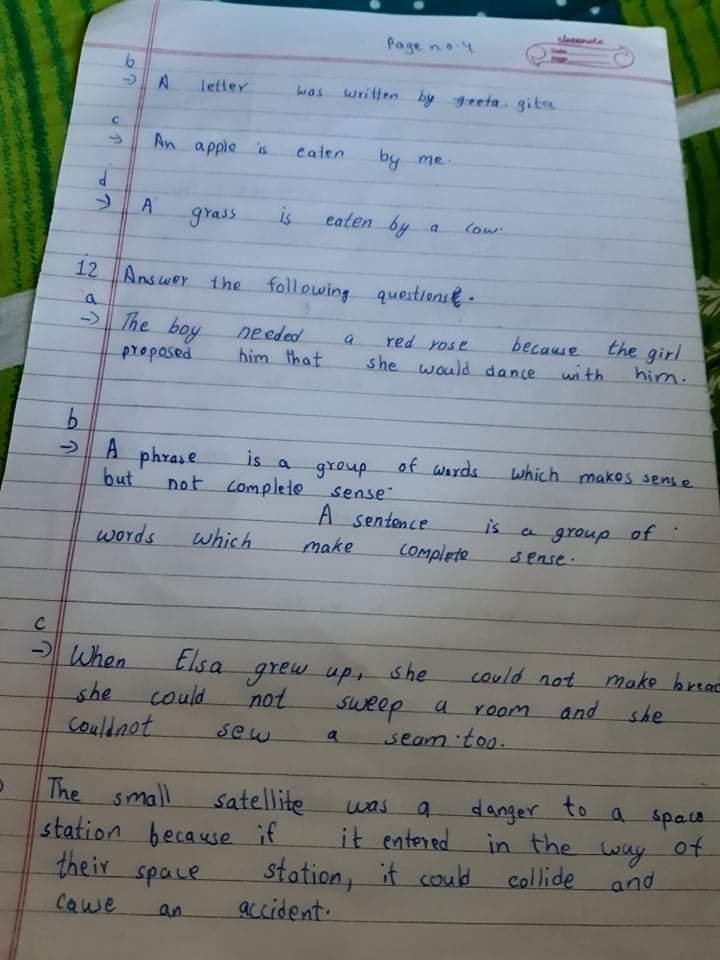 Page no.4
classmate
Date
Page
b
→ A letter was written by geeta. gita
c
→ An apple is eaten by me.
d
→ A grass is eaten by a cow.
12 Answer the following questions.
a
→ The boy needed a red rose because the girl
proposed him that she would dance with him.
b
→ A phrase is a group of words which makes sense
but not complete sense.
A sentence is a group of
words which make complete sense.
c
→ When Elsa grew up, she could not make bread
she could not sweep a room and she
couldnot sew a seam too.
The small satellite was a danger to a space
station because if it entered in the way of
their space station, it could collide and
cawe an accident.